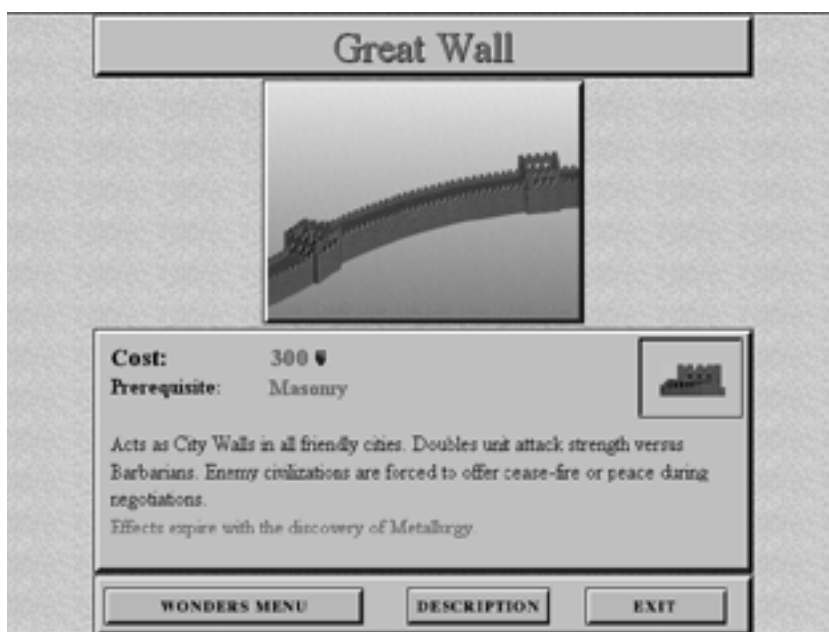 Great Wall
Cost: 300
Prerequisite: Masonry
Acts as City Walls in all friendly cities. Doubles unit attack strength versus
Barbarians. Enemy civilizations are forced to offer cease-fire or peace during
negotiations.
Effects expire with the discovery of Metallurgy
WONDERS MENU DESCRIPTION EXIT